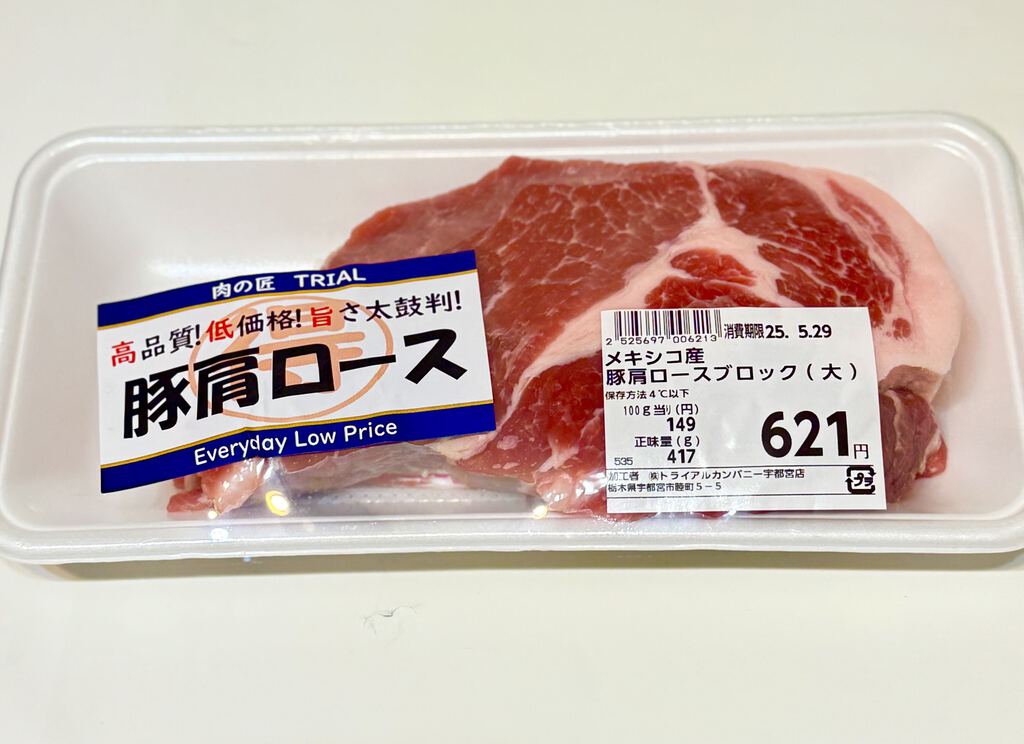 肉の匠 TRIAL
高品質!低価格!旨さ太鼓判!
豚肩ロース
Everyday Low Price
2 525697 006213
消費期限25. 5.29
メキシコ産
豚肩ロースブロック(大)
保存方法4℃以下
100g当り(円)
149
正味量(g)
417
621円
535
加工者 ㈱トライアルカンパニー宇都宮店
栃木県宇都宮市睦町5-5
プラ